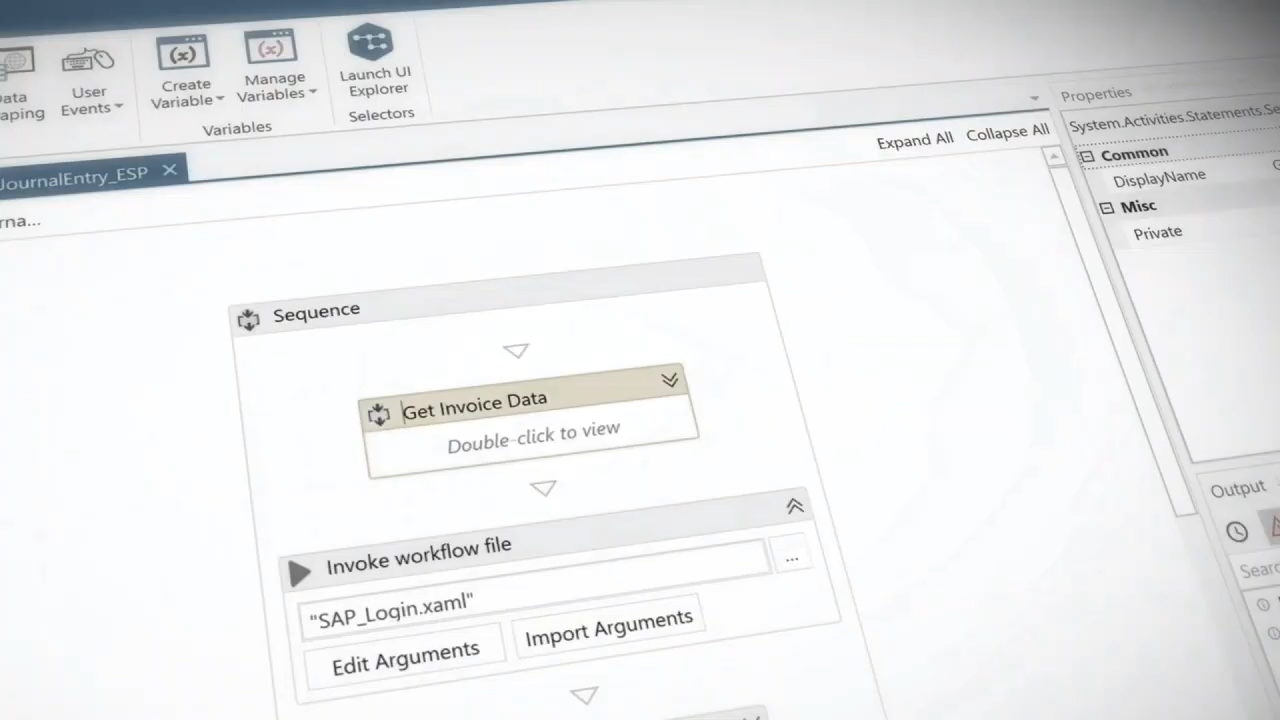 ata
aping
User
Events
(x)
Create
Variable
(x)
Manage
Variables
Variables
Launch UI
Explorer
Selectors
JournalEntry_ESP
rna...
Expand All Collapse All
Sequence
Get Invoice Data
Double-click to view
Invoke workflow file
"SAP_Login.xaml"
...
Edit Arguments
Import Arguments
Properties
System.Activities.Statements.Se
Common
DisplayName
Misc
Private
Output
Searc